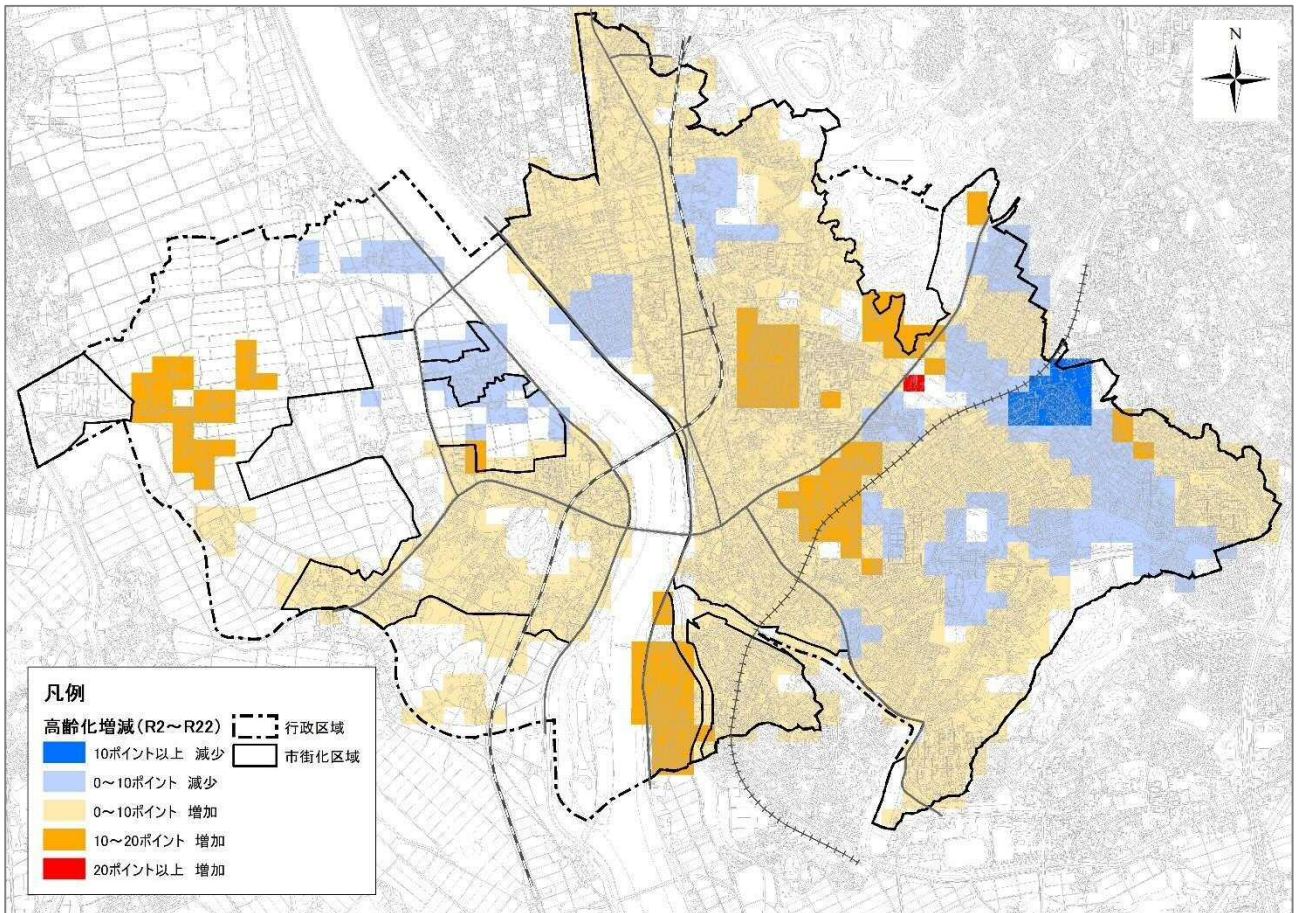 N
凡例
高齢化増減(R2~R22)
10ポイント以上 減少
0~10ポイント 減少
0~10ポイント 増加
10~20ポイント 増加
20ポイント以上 増加
行政区域
市街化区域